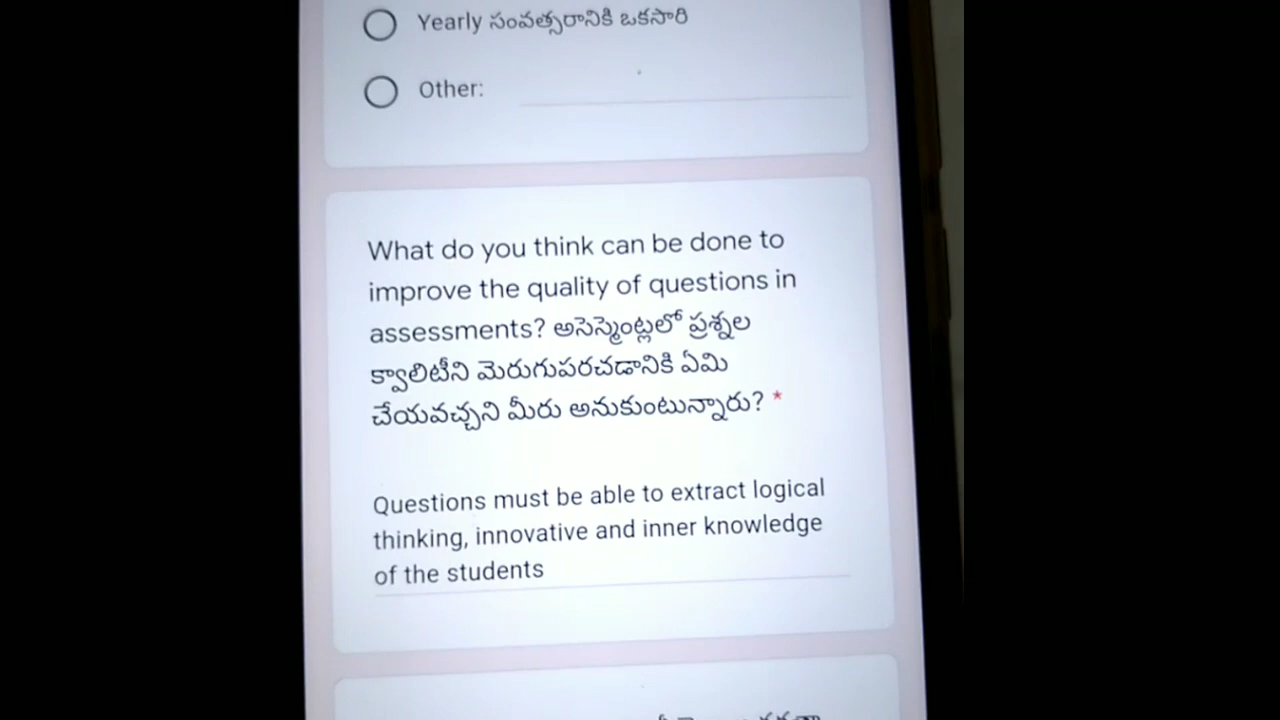 Yearly సంవత్సరానికి ఒకసారి
Other:
What do you think can be done to
improve the quality of questions in
assessments? అసెస్మెంట్లలో ప్రశ్నల
క్వాలిటీని మెరుగుపరచడానికి ఏమి
చేయవచ్చని మీరు అనుకుంటున్నారు? *
Questions must be able to extract logical
thinking, innovative and inner knowledge
of the students